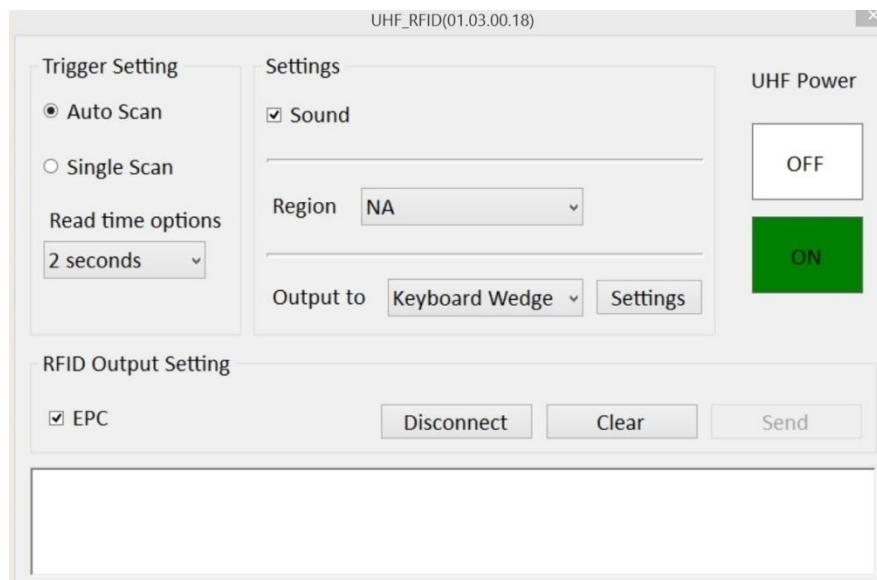 UHF_RFID(01.03.00.18)
Trigger Setting
Auto Scan
Single Scan
Read time options
2 seconds
Settings
Sound
Region NA
Output to Keyboard Wedge Settings
UHF Power
OFF
ON
RFID Output Setting
EPC Disconnect Clear Send